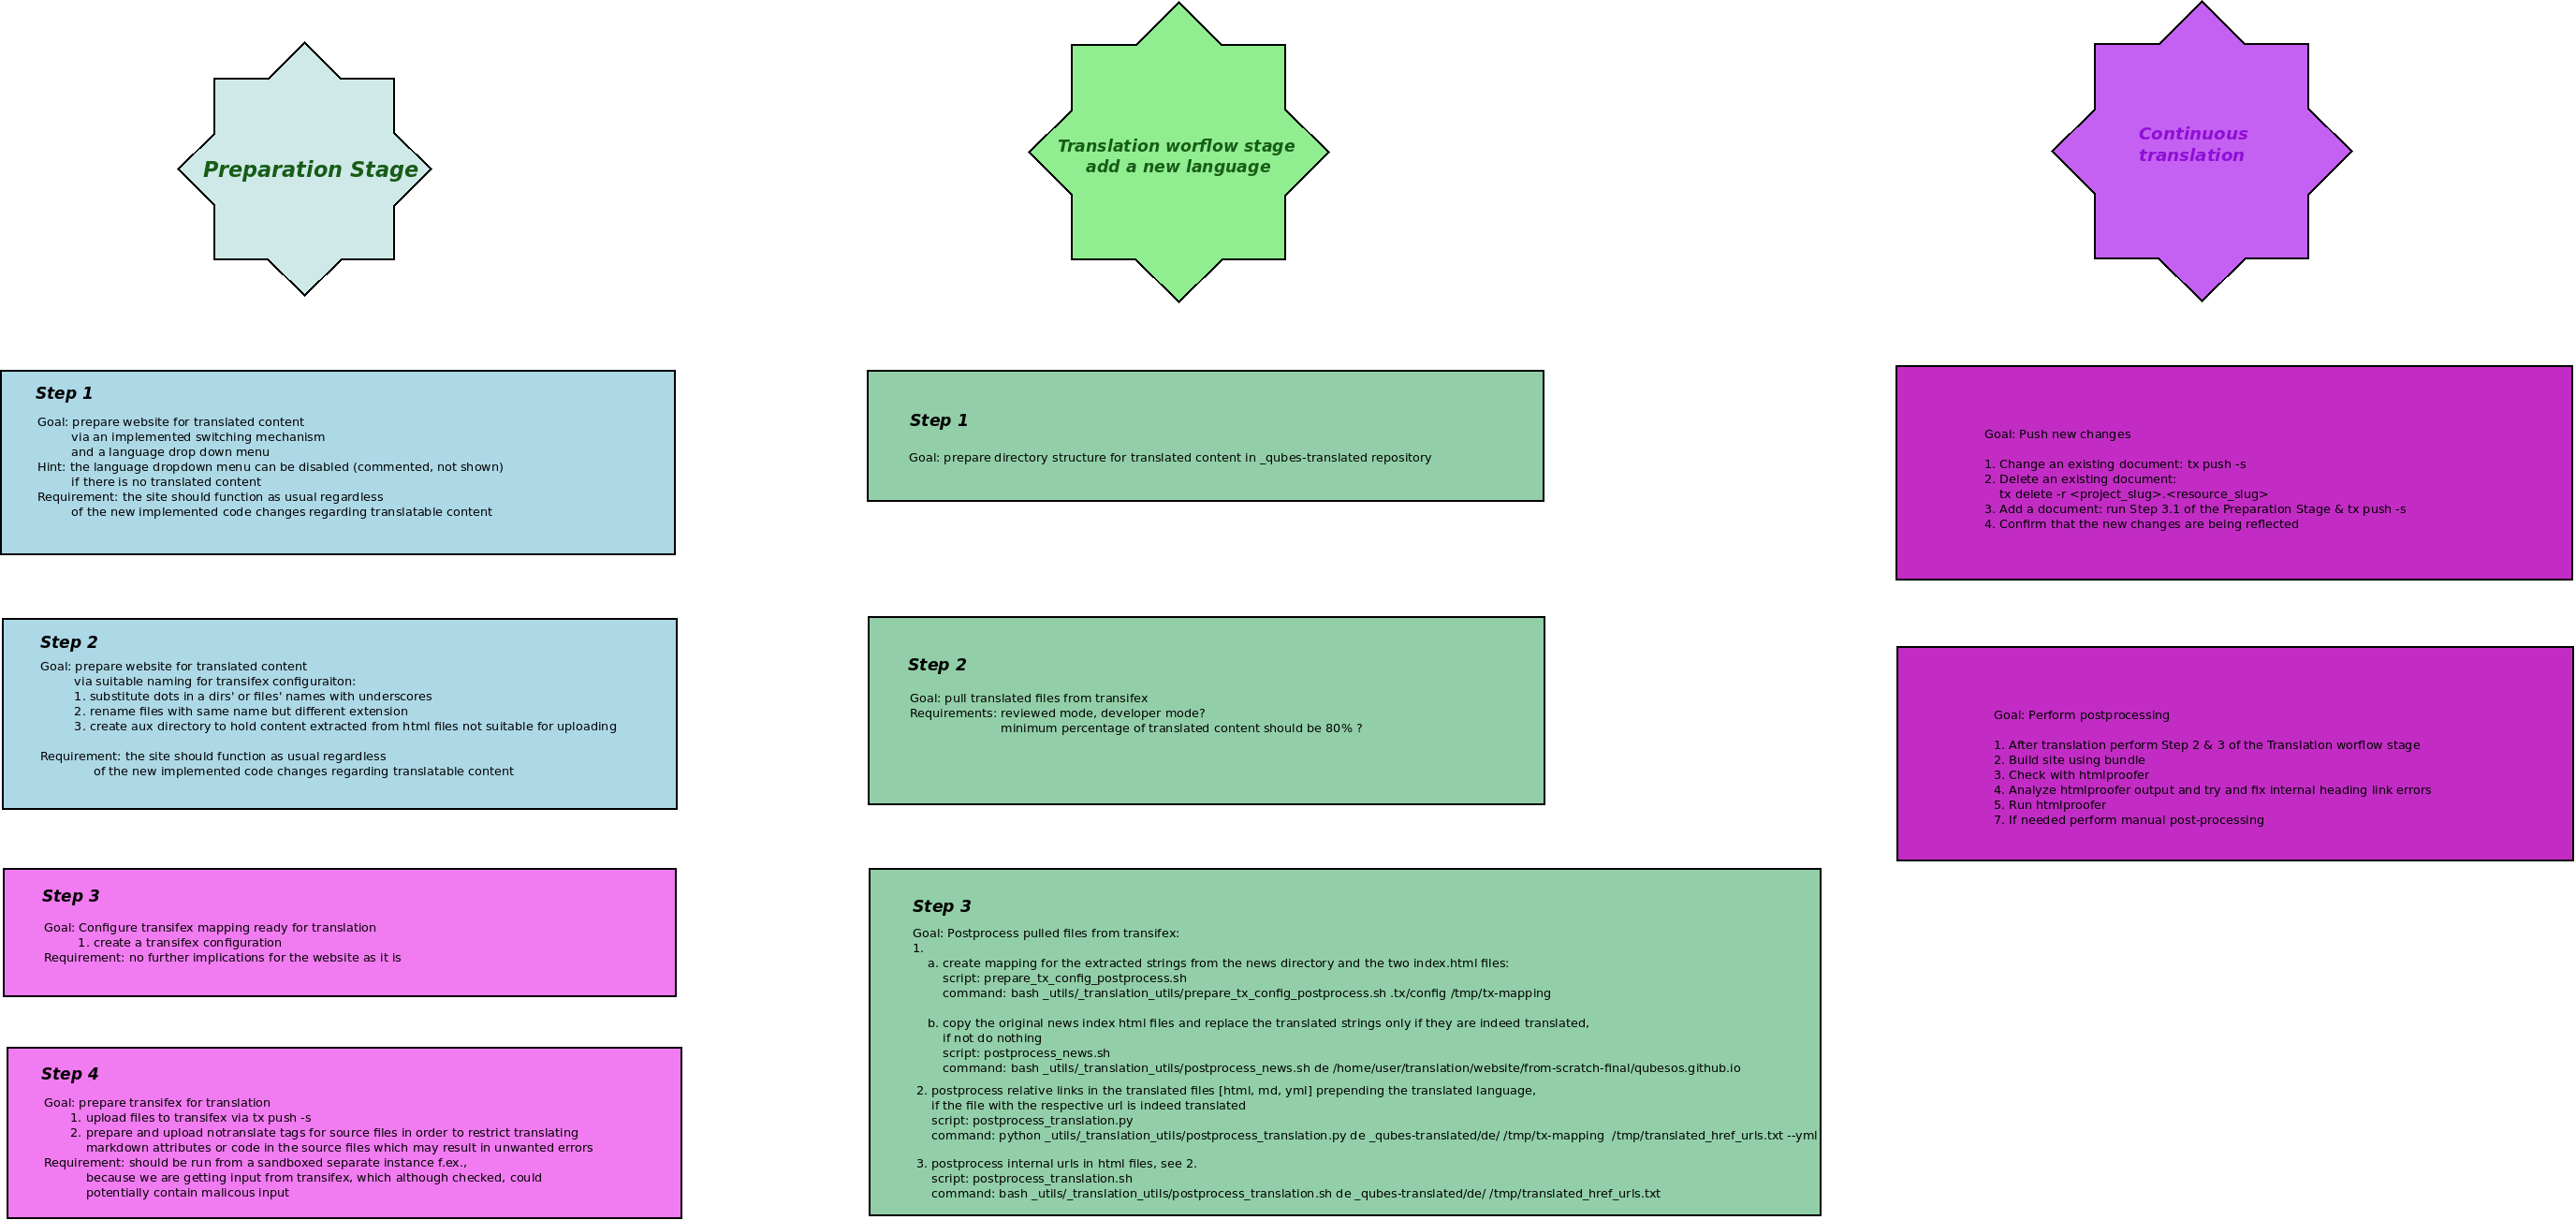 Preparation Stage
Step 1
Goal: prepare website for translated content
via an implemented switching mechanism
and a language drop down menu
Hint: the language dropdown menu can be disabled (commented, not shown)
if there is no translated content
Requirement: the site should function as usual regardless
of the new implemented code changes regarding translatable content
Step 2
Goal: prepare website for translated content
via suitable naming for transifex configuraiton:
1. substitute dots in a dirs' or files' names with underscores
2. rename files with same name but different extension
3. create aux directory to hold content extracted from html files not suitable for uploading
Requirement: the site should function as usual regardless
of the new implemented code changes regarding translatable content
Step 3
Goal: Configure transifex mapping ready for translation
1. create a transifex configuration
Requirement: no further implications for the website as it is
Step 4
Goal: prepare transifex for translation
1. upload files to transifex via tx push -s
2. prepare and upload notranslate tags for source files in order to restrict translating
markdown attributes or code in the source files which may result in unwanted errors
Requirement: should be run from a sandboxed separate instance f.ex.,
because we are getting input from transifex, which although checked, could
potentially contain malicous input
Translation worflow stage
add a new language
Step 1
Goal: prepare directory structure for translated content in _qubes-translated repository
Step 2
Goal: pull translated files from transifex
Requirements: reviewed mode, developer mode?
minimum percentage of translated content should be 80% ?
Step 3
Goal: Postprocess pulled files from transifex:
1.
a. create mapping for the extracted strings from the news directory and the two index.html files:
script: prepare_tx_config_postprocess.sh
command: bash _utils/_translation_utils/prepare_tx_config_postprocess.sh .tx/config /tmp/tx-mapping
b. copy the original news index html files and replace the translated strings only if they are indeed translated,
if not do nothing
script: postprocess_news.sh
command: bash _utils/_translation_utils/postprocess_news.sh de /home/user/translation/website/from-scratch-final/qubesos.github.io
2. postprocess relative links in the translated files [html, md, yml] prepending the translated language,
if the file with the respective url is indeed translated
script: postprocess_translation.py
command: python _utils/_translation_utils/postprocess_translation.py de _qubes-translated/de/ /tmp/tx-mapping  /tmp/translated_href_urls.txt --yml
3. postprocess internal urls in html files, see 2.
script: postprocess_translation.sh
command: bash _utils/_translation_utils/postprocess_translation.sh de _qubes-translated/de/ /tmp/translated_href_urls.txt
Continuous
translation
Goal: Push new changes
1. Change an existing document: tx push -s
2. Delete an existing document:
tx delete -r <project_slug>.<resource_slug>
3. Add a document: run Step 3.1 of the Preparation Stage & tx push -s
4. Confirm that the new changes are being reflected
Goal: Perform postprocessing
1. After translation perform Step 2 & 3 of the Translation worflow stage
2. Build site using bundle
3. Check with htmlproofer
4. Analyze htmlproofer output and try and fix internal heading link errors
5. Run htmlproofer
7. If needed perform manual post-processing